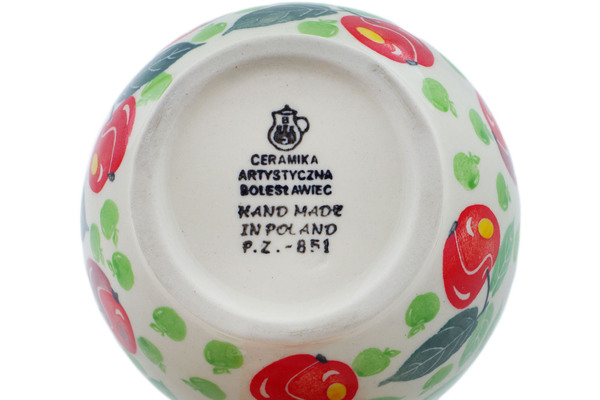 B
CERAMIKA
ARTYSTYCZNA
BOLESŁAWIEC
HAND MADE
IN POLAND
P.Z.-851